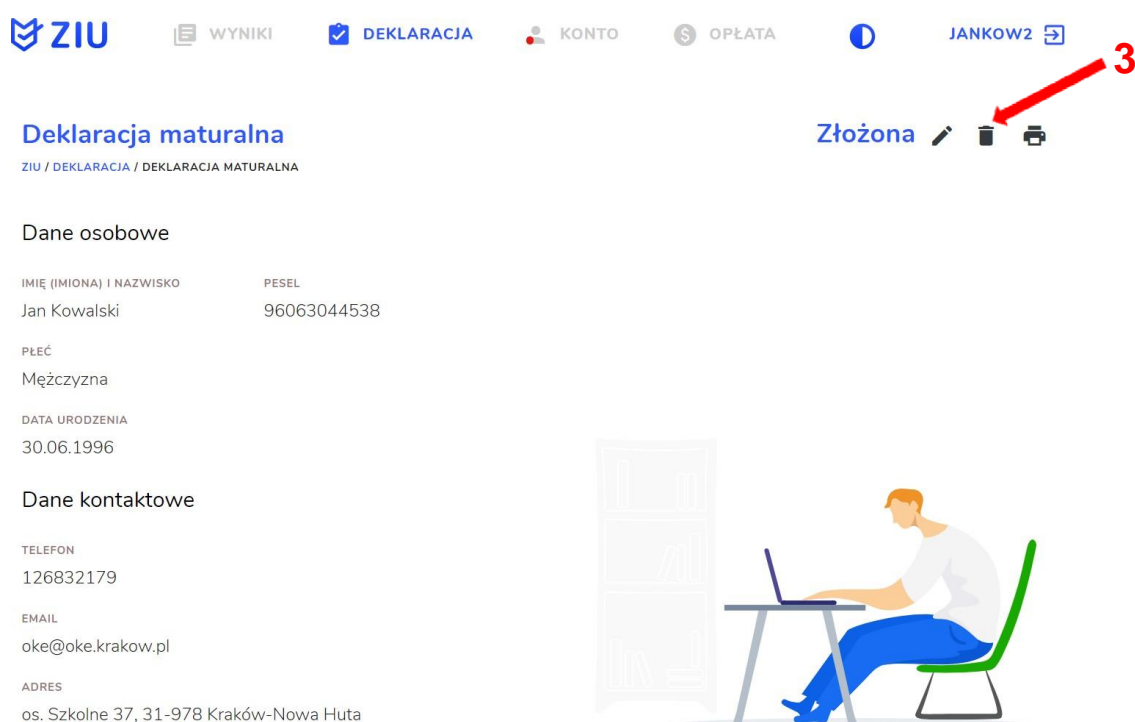 ZIU WYNIKI DEKLARACJA KONTO OPŁATA JANKOW2
3
Deklaracja maturalna Złożona
ZIU / DEKLARACJA / DEKLARACJA MATURALNA
Dane osobowe
IMIĘ (IMIONA) I NAZWISKO PESEL
Jan Kowalski 96063044538
PŁEĆ
Mężczyzna
DATA URODZENIA
30.06.1996
Dane kontaktowe
TELEFON
126832179
EMAIL
oke@oke.krakow.pl
ADRES
os. Szkolne 37, 31-978 Kraków-Nowa Huta